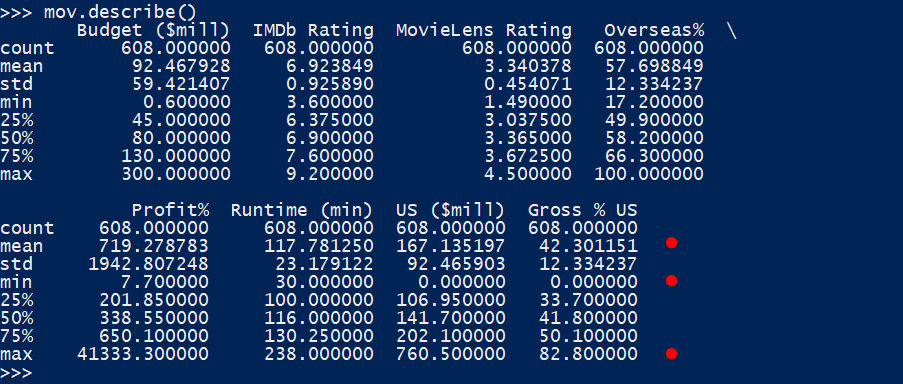 >>> mov.describe()
Budget ($mill) IMDb Rating MovieLens Rating Overseas% \
count 608.000000 608.000000 608.000000 608.000000
mean 92.467928 6.923849 3.340378 57.698849
std 59.421407 0.925890 0.454071 12.334237
min 0.600000 3.600000 1.490000 17.200000
25% 45.000000 6.375000 3.037500 49.900000
50% 80.000000 6.900000 3.365000 58.200000
75% 130.000000 7.600000 3.672500 66.300000
max 300.000000 9.200000 4.500000 100.000000
Profit% Runtime (min) US ($mill) Gross % US
count 608.000000 608.000000 608.000000 608.000000
mean 719.278783 117.781250 167.135197 42.301151
std 1942.807248 23.179122 92.465903 12.334237
min 7.700000 30.000000 0.000000 0.000000
25% 201.850000 100.000000 106.950000 33.700000
50% 338.550000 116.000000 141.700000 41.800000
75% 650.100000 130.250000 202.100000 50.100000
max 41333.300000 238.000000 760.500000 82.800000
>>>